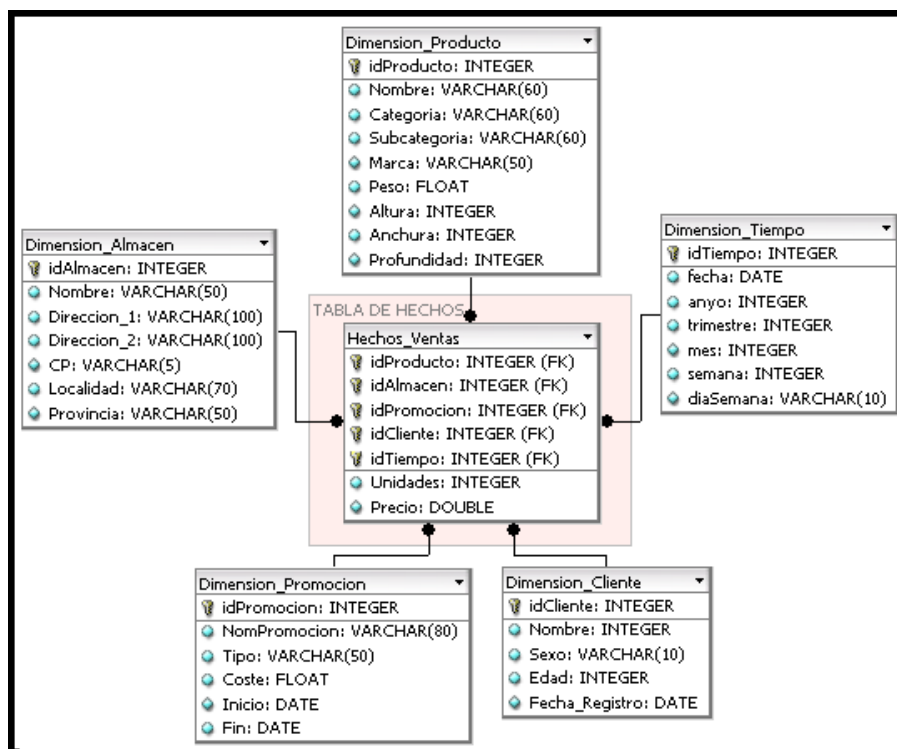 Dimension_Producto
idProducto: INTEGER
Nombre: VARCHAR(60)
Categoria: VARCHAR(60)
Subcategoria: VARCHAR(60)
Marca: VARCHAR(50)
Peso: FLOAT
Altura: INTEGER
Anchura: INTEGER
Profundidad: INTEGER
Dimension_Almacen
idAlmacen: INTEGER
Nombre: VARCHAR(50)
Direccion_1: VARCHAR(100)
Direccion_2: VARCHAR(100)
CP: VARCHAR(5)
Localidad: VARCHAR(70)
Provincia: VARCHAR(50)
TABLA DE HECHOS
Hechos_Ventas
idProducto: INTEGER (FK)
idAlmacen: INTEGER (FK)
idPromocion: INTEGER (FK)
idCliente: INTEGER (FK)
idTiempo: INTEGER (FK)
Unidades: INTEGER
Precio: DOUBLE
Dimension_Tiempo
idTiempo: INTEGER
fecha: DATE
anyo: INTEGER
trimestre: INTEGER
mes: INTEGER
semana: INTEGER
diaSemana: VARCHAR(10)
Dimension_Promocion
idPromocion: INTEGER
NomPromocion: VARCHAR(80)
Tipo: VARCHAR(50)
Coste: FLOAT
Inicio: DATE
Fin: DATE
Dimension_Cliente
idCliente: INTEGER
Nombre: INTEGER
Sexo: VARCHAR(10)
Edad: INTEGER
Fecha_Registro: DATE